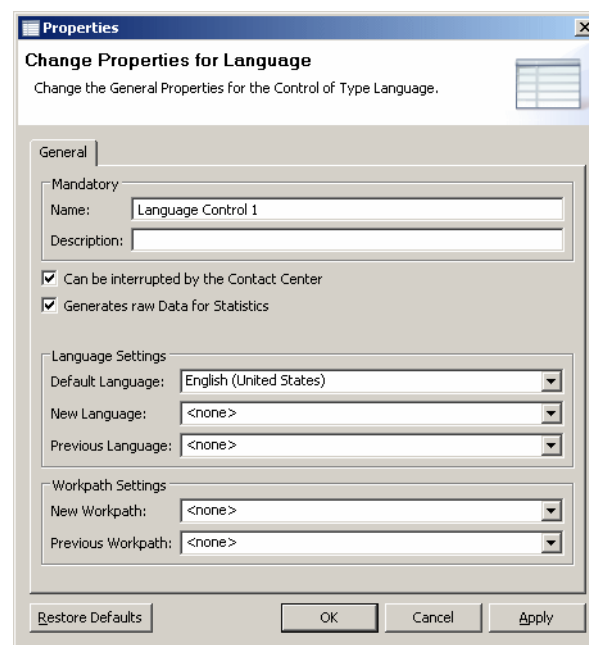 Properties
Change Properties for Language
Change the General Properties for the Control of Type Language.
General
Mandatory
Name: Language Control 1
Description:
Can be interrupted by the Contact Center
Generates raw Data for Statistics
Language Settings
Default Language: English (United States)
New Language: <none>
Previous Language: <none>
Workpath Settings
New Workpath: <none>
Previous Workpath: <none>
Restore Defaults OK Cancel Apply